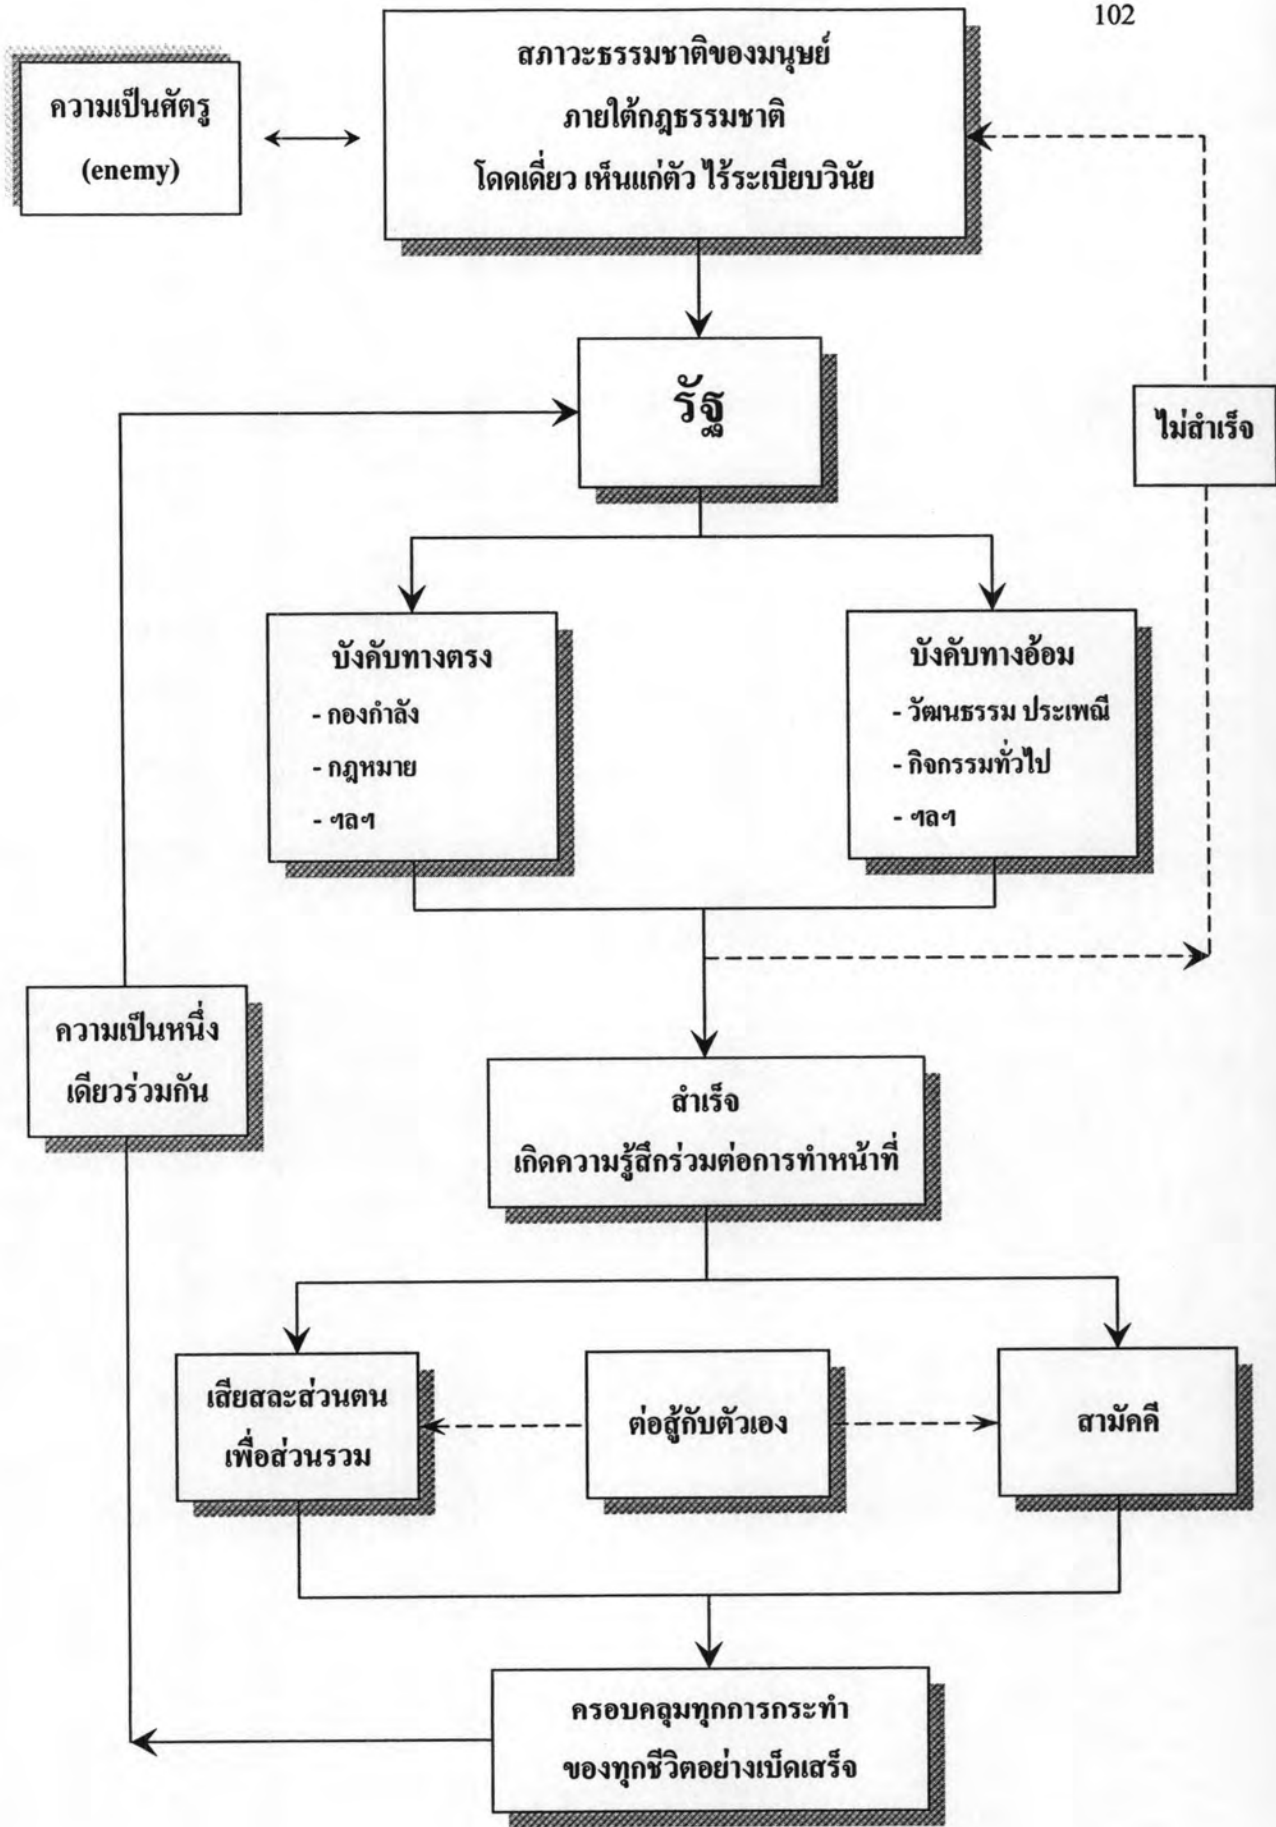 102
ความเป็นศัตรู
(enemy)
สภาวะธรรมชาติของมนุษย์
ภายใต้กฎธรรมชาติ
โดดเดี่ยว เห็นแก่ตัว ไร้ระเบียบวินัย
รัฐ
ไม่สำเร็จ
บังคับทางตรง
- กองกำลัง
- กฎหมาย
- ฯลฯ
บังคับทางอ้อม
- วัฒนธรรม ประเพณี
- กิจกรรมทั่วไป
- ฯลฯ
ความเป็นหนึ่ง
เดียวร่วมกัน
สำเร็จ
เกิดความรู้สึกร่วมต่อการทำหน้าที่
เสียสละส่วนตน
เพื่อส่วนรวม
ต่อสู้กับตัวเอง
สามัคคี
ครอบคลุมทุกการกระทำ
ของทุกชีวิตอย่างเบ็ดเสร็จ